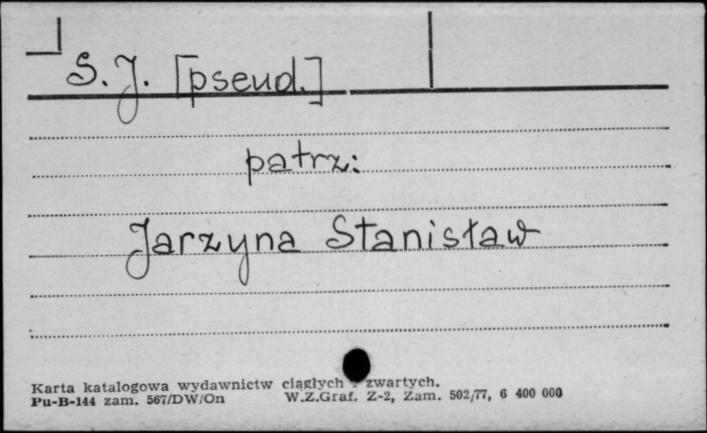 S. J. [pseud.]
patrz:
Jarzyna Stanisław
Karta katalogowa wydawnictw ciągłych zwartych.
Pu-B-144 zam. 567/DW/On W.Z.Graf. Z-2, Zam. 502/77, 6 400 000